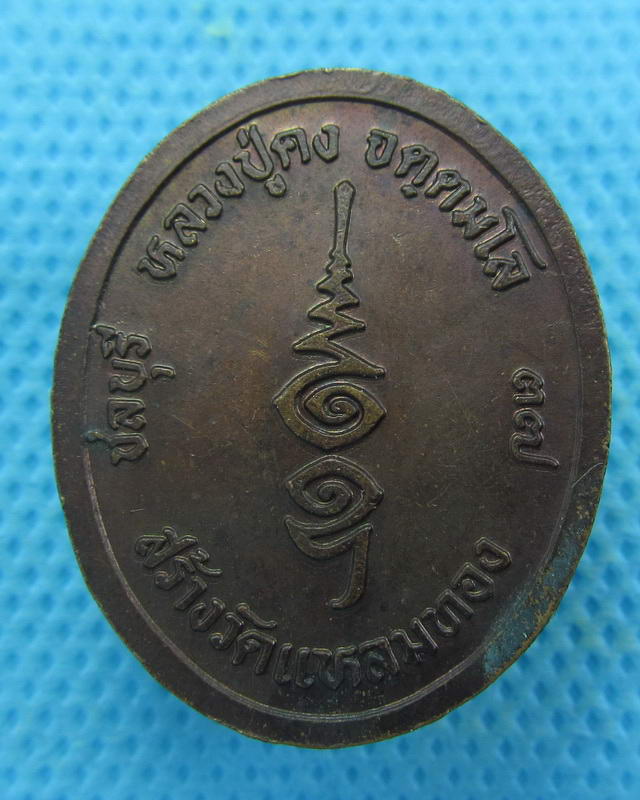 หลวงปู่คง อตฺตมโล
๓๗
สร้างวัดแหลมทอง
ชลบุรี